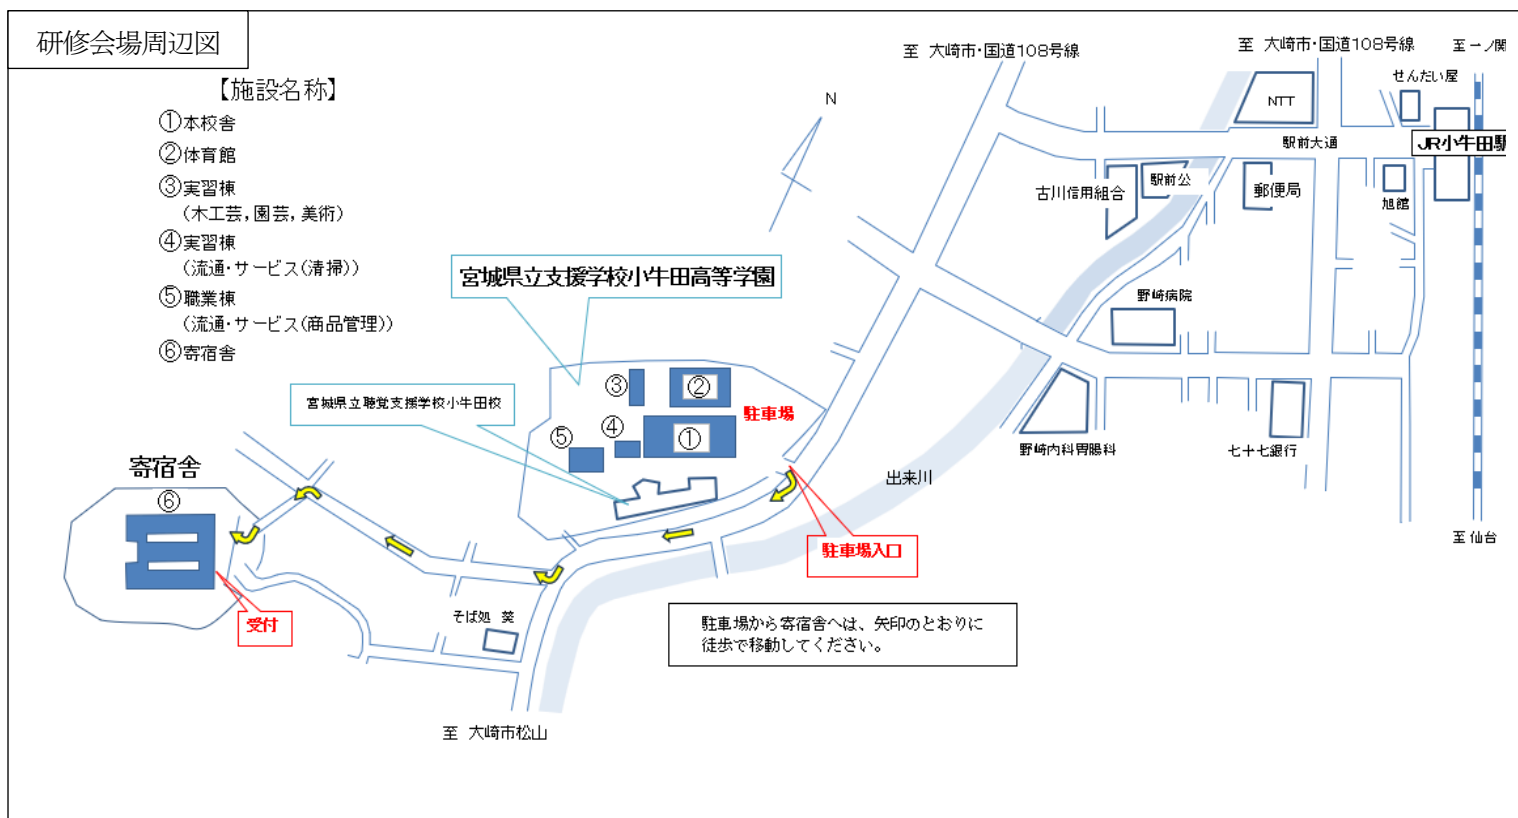 研修会場周辺図
【施設名称】
①本校舎
②体育館
③実習棟
(木工芸,園芸,美術)
④実習棟
(流通・サービス(清掃))
⑤職業棟
(流通・サービス(商品管理))
⑥寄宿舎
至 大崎市・国道108号線
至 大崎市・国道108号線
至一ノ関
せんだい屋
N
NTT
駅前大通
JR小牛田駅
古川信用組合
駅前公
郵便局
旭館
宮城県立支援学校小牛田高等学園
野崎病院
宮城県立聴覚支援学校小牛田校
③
②
駐車場
④
①
⑤
野崎内科胃腸科
七十七銀行
出来川
寄宿舎
⑥
至仙台
駐車場入口
受付
そば処 葵
駐車場から寄宿舎へは、矢印のとおりに
徒歩で移動してください。
至 大崎市松山